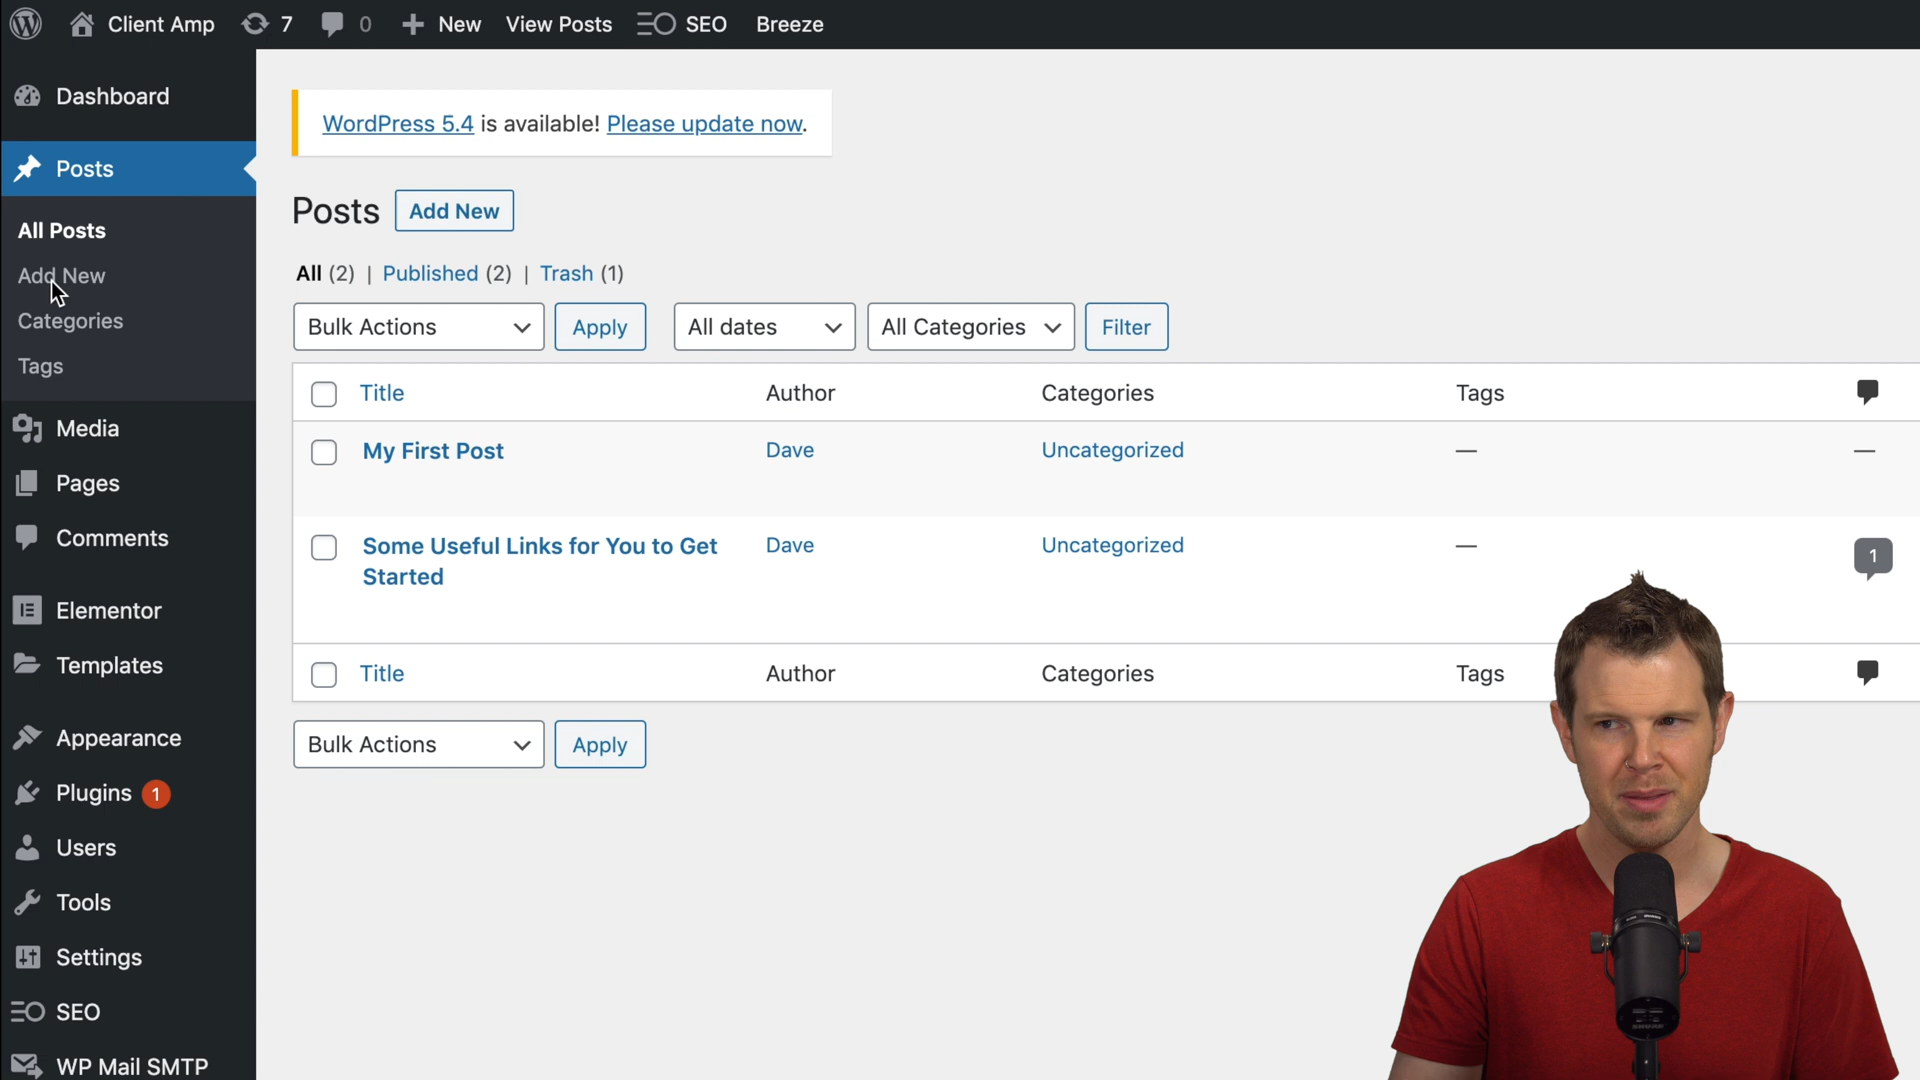 Client Amp 7 0 New View Posts SEO Breeze
Dashboard
Posts
All Posts
Add New
Categories
Tags
Media
Pages
Comments
Elementor
Templates
Appearance
Plugins 1
Users
Tools
Settings
SEO
WP Mail SMTP
WordPress 5.4 is available! Please update now.
Posts Add New
All (2) | Published (2) | Trash (1)
Bulk Actions Apply All dates All Categories Filter
Title Author Categories Tags
My First Post Dave Uncategorized — —
Some Useful Links for You to Get Dave Uncategorized — 1
Started
Title Author Categories Tags
Bulk Actions Apply
SHURE